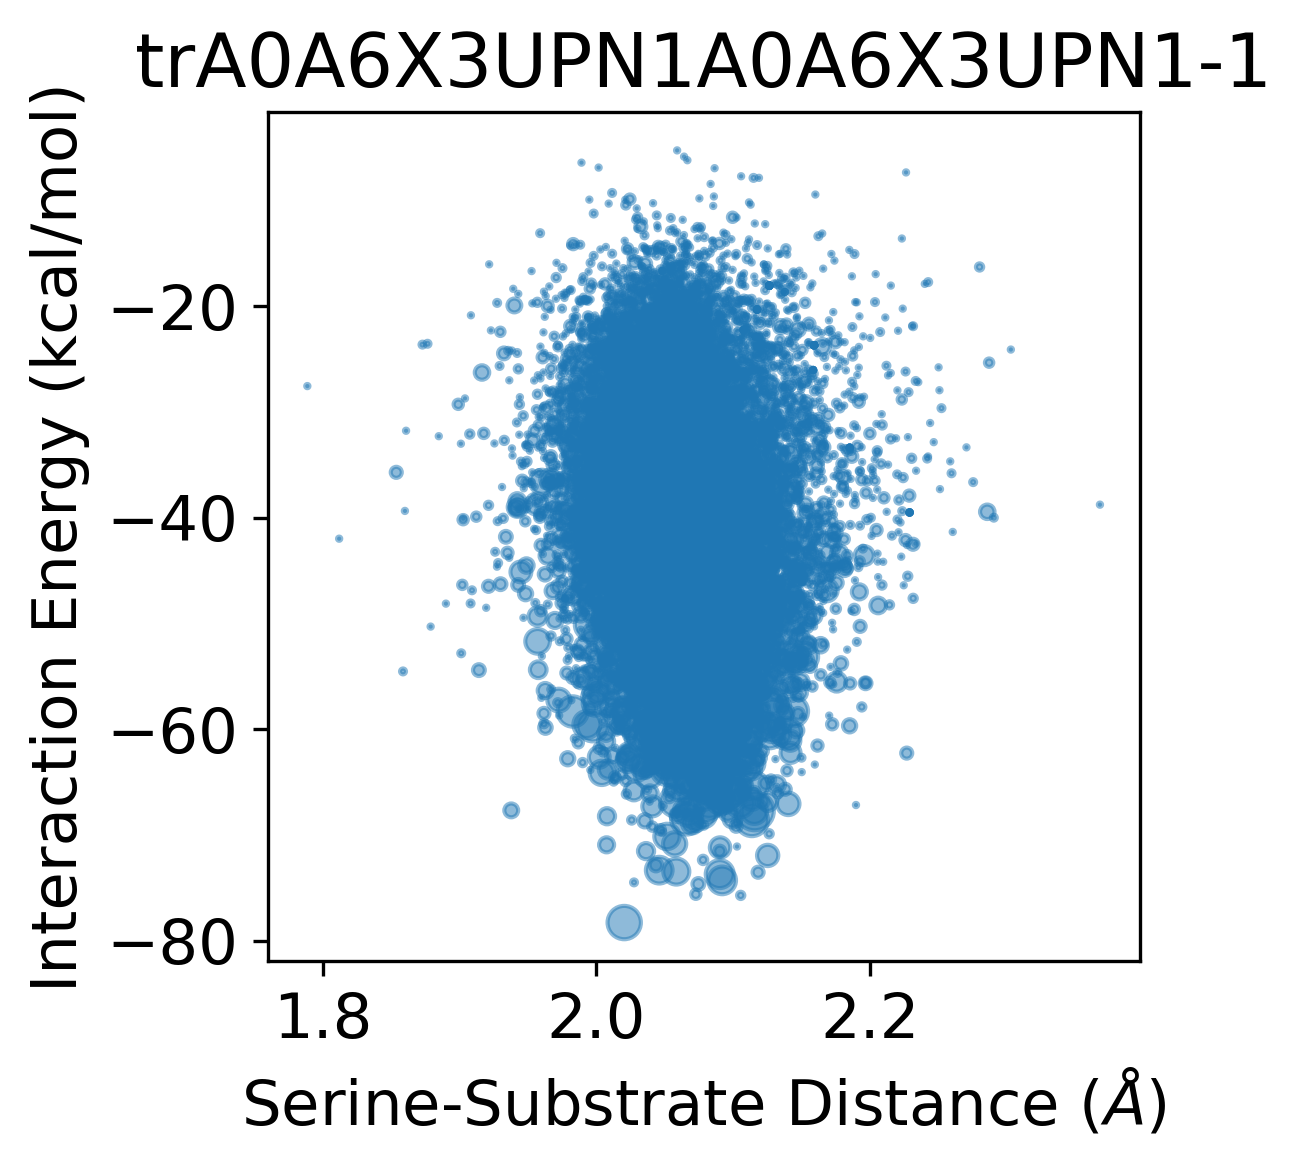 trA0A6X3UPN1A0A6X3UPN1-1
Interaction Energy (kcal/mol)
−20
−40
−60
−80
1.8 2.0 2.2
Serine-Substrate Distance (Å)